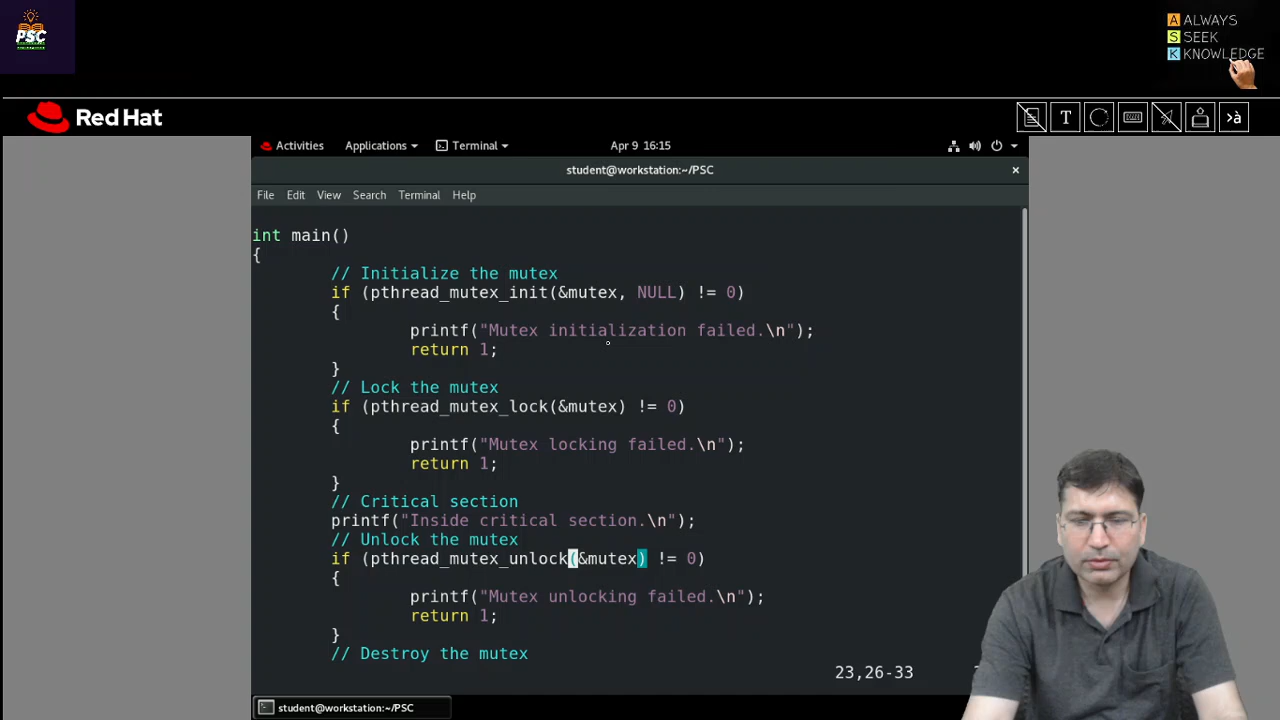 PSC
ALWAYS
SEEK
KNOWLEDGE
Red Hat
Activities Applications Terminal Apr 9 16:15
student@workstation:~/PSC
File Edit View Search Terminal Help
int main()
{
// Initialize the mutex
if (pthread_mutex_init(&mutex, NULL) != 0)
{
printf("Mutex initialization failed.\n");
return 1;
}
// Lock the mutex
if (pthread_mutex_lock(&mutex) != 0)
{
printf("Mutex locking failed.\n");
return 1;
}
// Critical section
printf("Inside critical section.\n");
// Unlock the mutex
if (pthread_mutex_unlock(&mutex) != 0)
{
printf("Mutex unlocking failed.\n");
return 1;
}
// Destroy the mutex
23,26-33
student@workstation:~/PSC